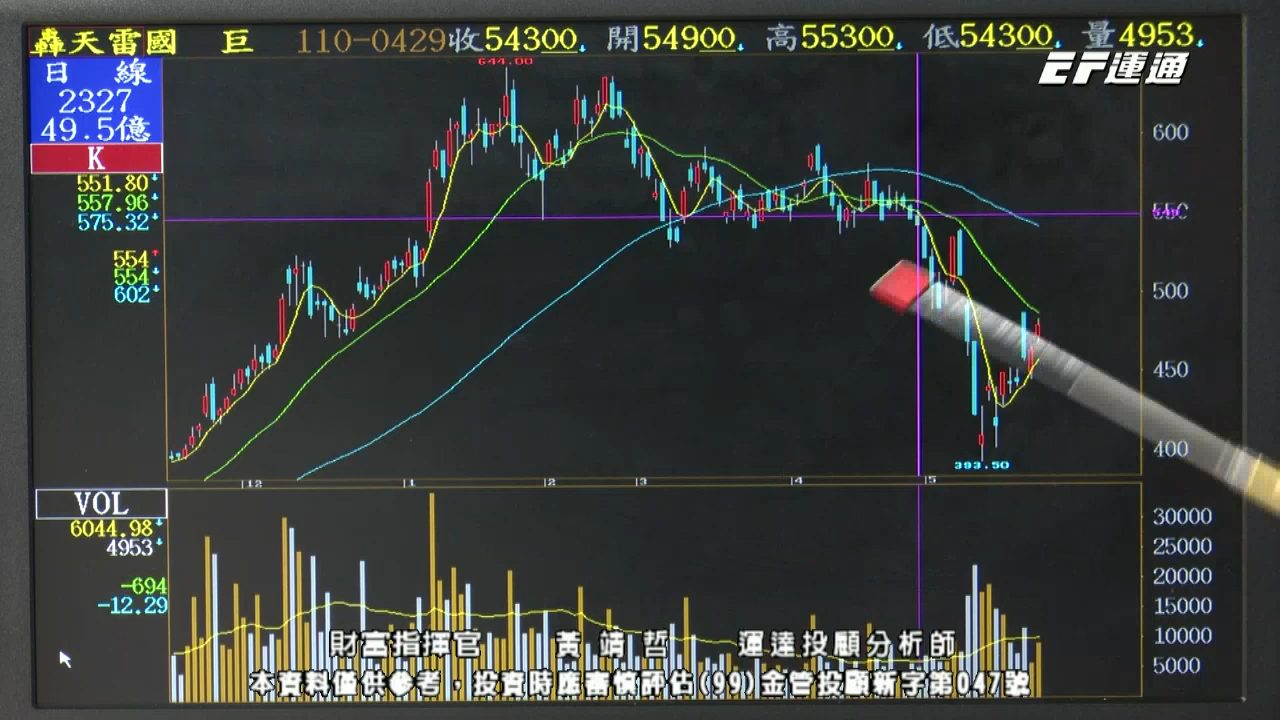 轟天雷國 巨 110-0429收54300 開54900 高55300 低54300 量4953
EF運通
日 線
2327
49.5億
K
551.80
557.96
575.32
554
554
602
644.00
600
500
450
400
393.50
12 1 2 3 4 5
VOL
6044.98
4953
-694
-12.29
30000
25000
20000
15000
10000
5000
財富指揮官 黃靖哲 運達投顧分析師
本資料僅供參考，投資時應審慎評估(99)金管投顧新字第047號